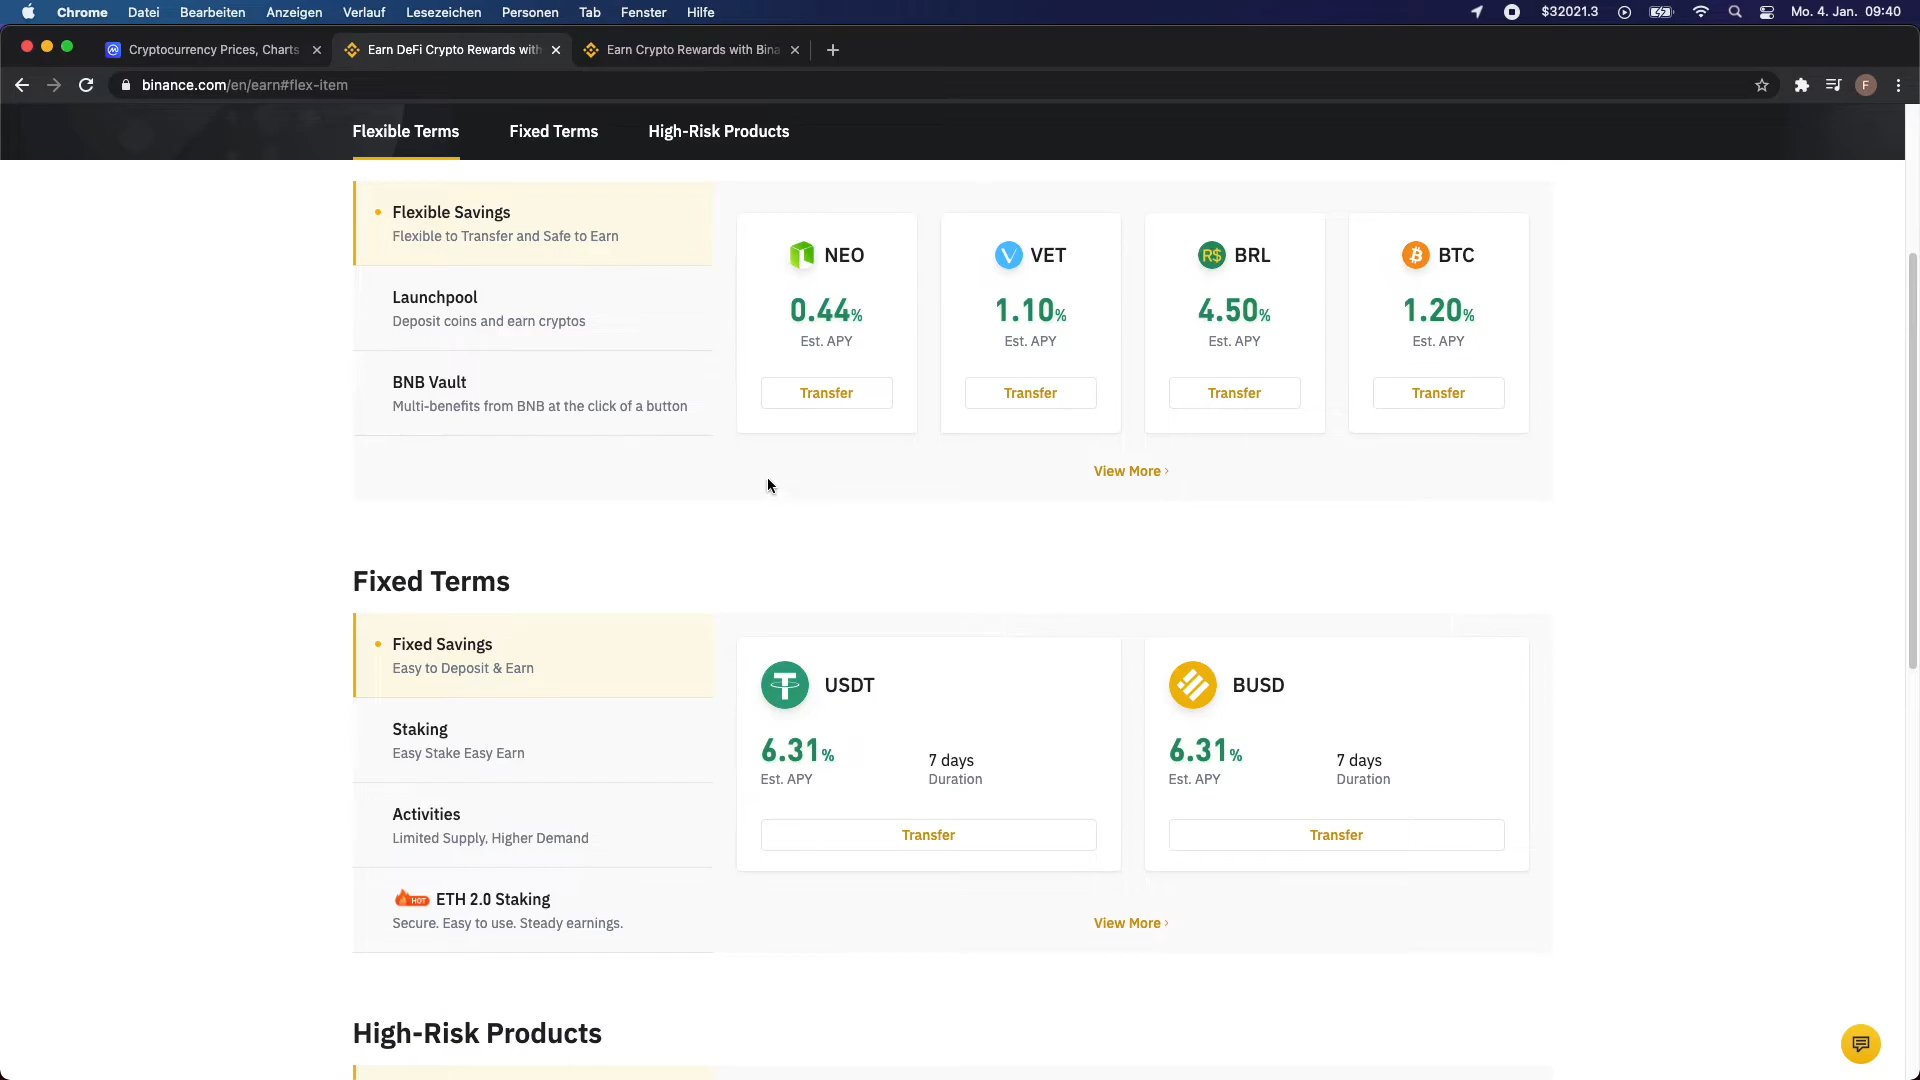 Chrome Datei Bearbeiten Anzeigen Verlauf Lesezeichen Personen Tab Fenster Hilfe $32021.3 Mo. 4. Jan. 09:40
Cryptocurrency Prices, Charts Earn DeFi Crypto Rewards with Earn Crypto Rewards with Bina
binance.com/en/earn#flex-item F
Flexible Terms Fixed Terms High-Risk Products
Flexible Savings
Flexible to Transfer and Safe to Earn
Launchpool
Deposit coins and earn cryptos
BNB Vault
Multi-benefits from BNB at the click of a button
NEO
0.44%
Est. APY
Transfer
VET
1.10%
Est. APY
Transfer
R$ BRL
4.50%
Est. APY
Transfer
BTC
1.20%
Est. APY
Transfer
View More
Fixed Terms
Fixed Savings
Easy to Deposit & Earn
Staking
Easy Stake Easy Earn
Activities
Limited Supply, Higher Demand
HOT ETH 2.0 Staking
Secure. Easy to use. Steady earnings.
USDT
6.31%
Est. APY
7 days
Duration
Transfer
BUSD
6.31%
Est. APY
7 days
Duration
Transfer
View More
High-Risk Products